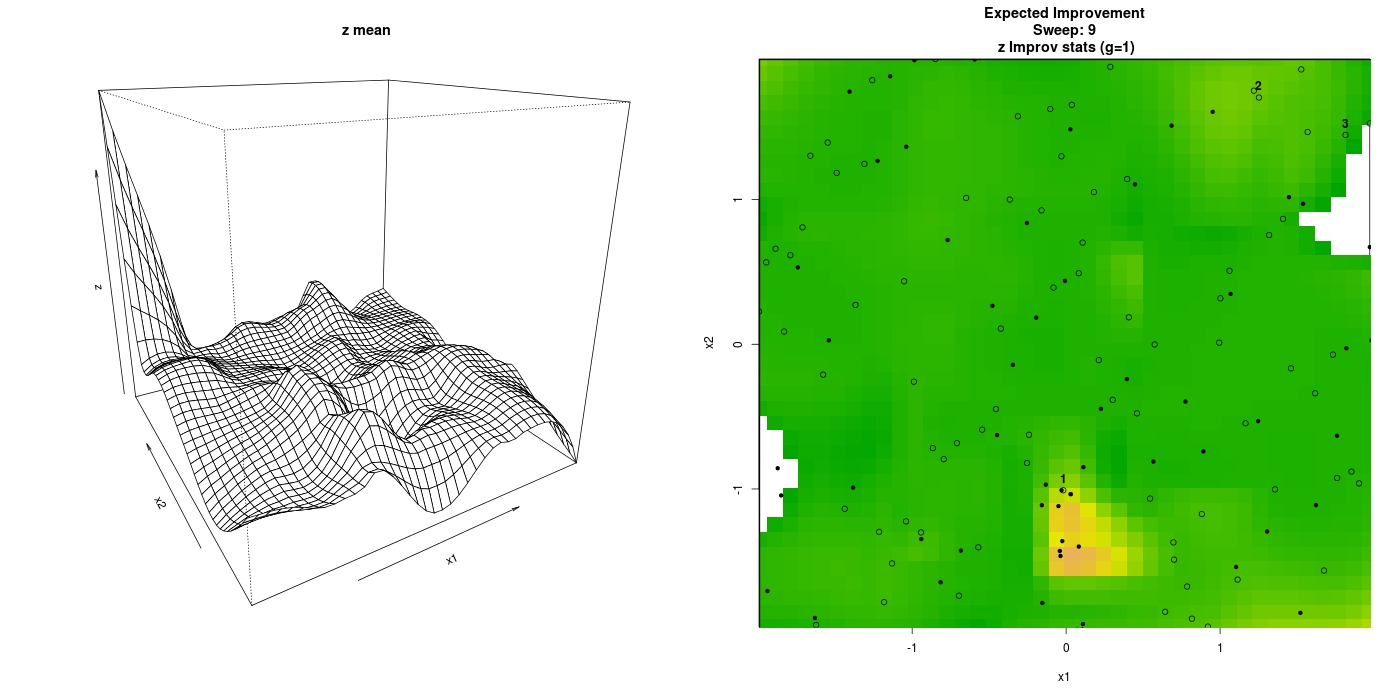 z mean
z
x2
x1
Expected Improvement
Sweep: 9
z Improv stats (g=1)
x2
1
0
-1
2
3
1
-1
0
1
x1